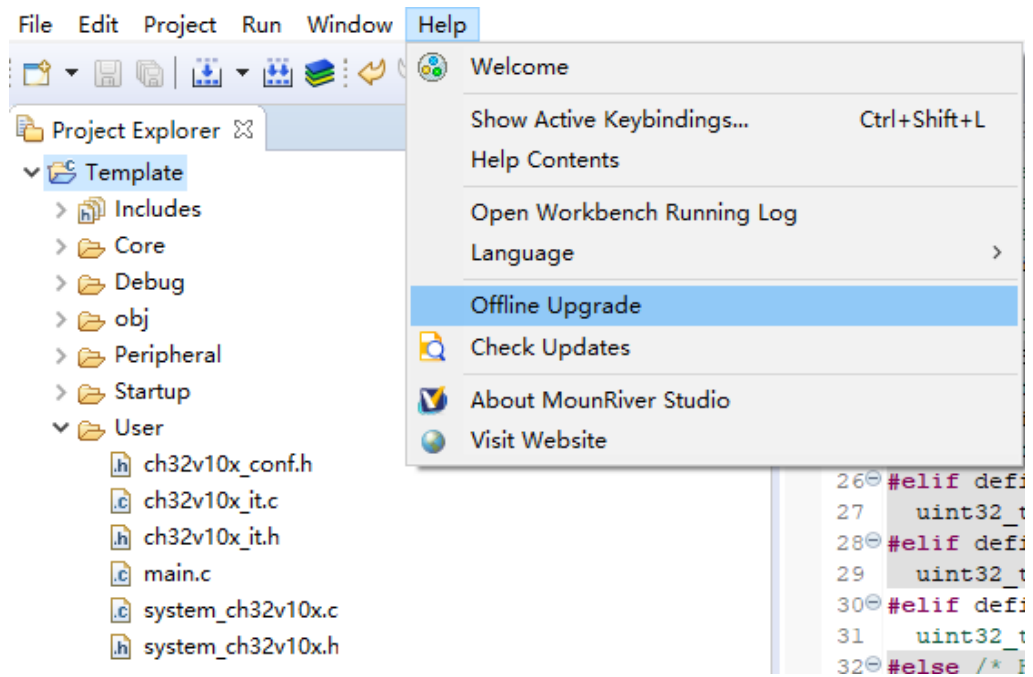 File Edit Project Run Window Help
Welcome
Show Active Keybindings... Ctrl+Shift+L
Help Contents
Open Workbench Running Log
Language
Offline Upgrade
Check Updates
About MounRiver Studio
Visit Website
Project Explorer
Template
Includes
Core
Debug
obj
Peripheral
Startup
User
ch32v10x_conf.h
ch32v10x_it.c
ch32v10x_it.h
main.c
system_ch32v10x.c
system_ch32v10x.h
26 #elif defi
27 uint32_t
28 #elif defi
29 uint32_t
30 #elif defi
31 uint32_t
32 #else /*